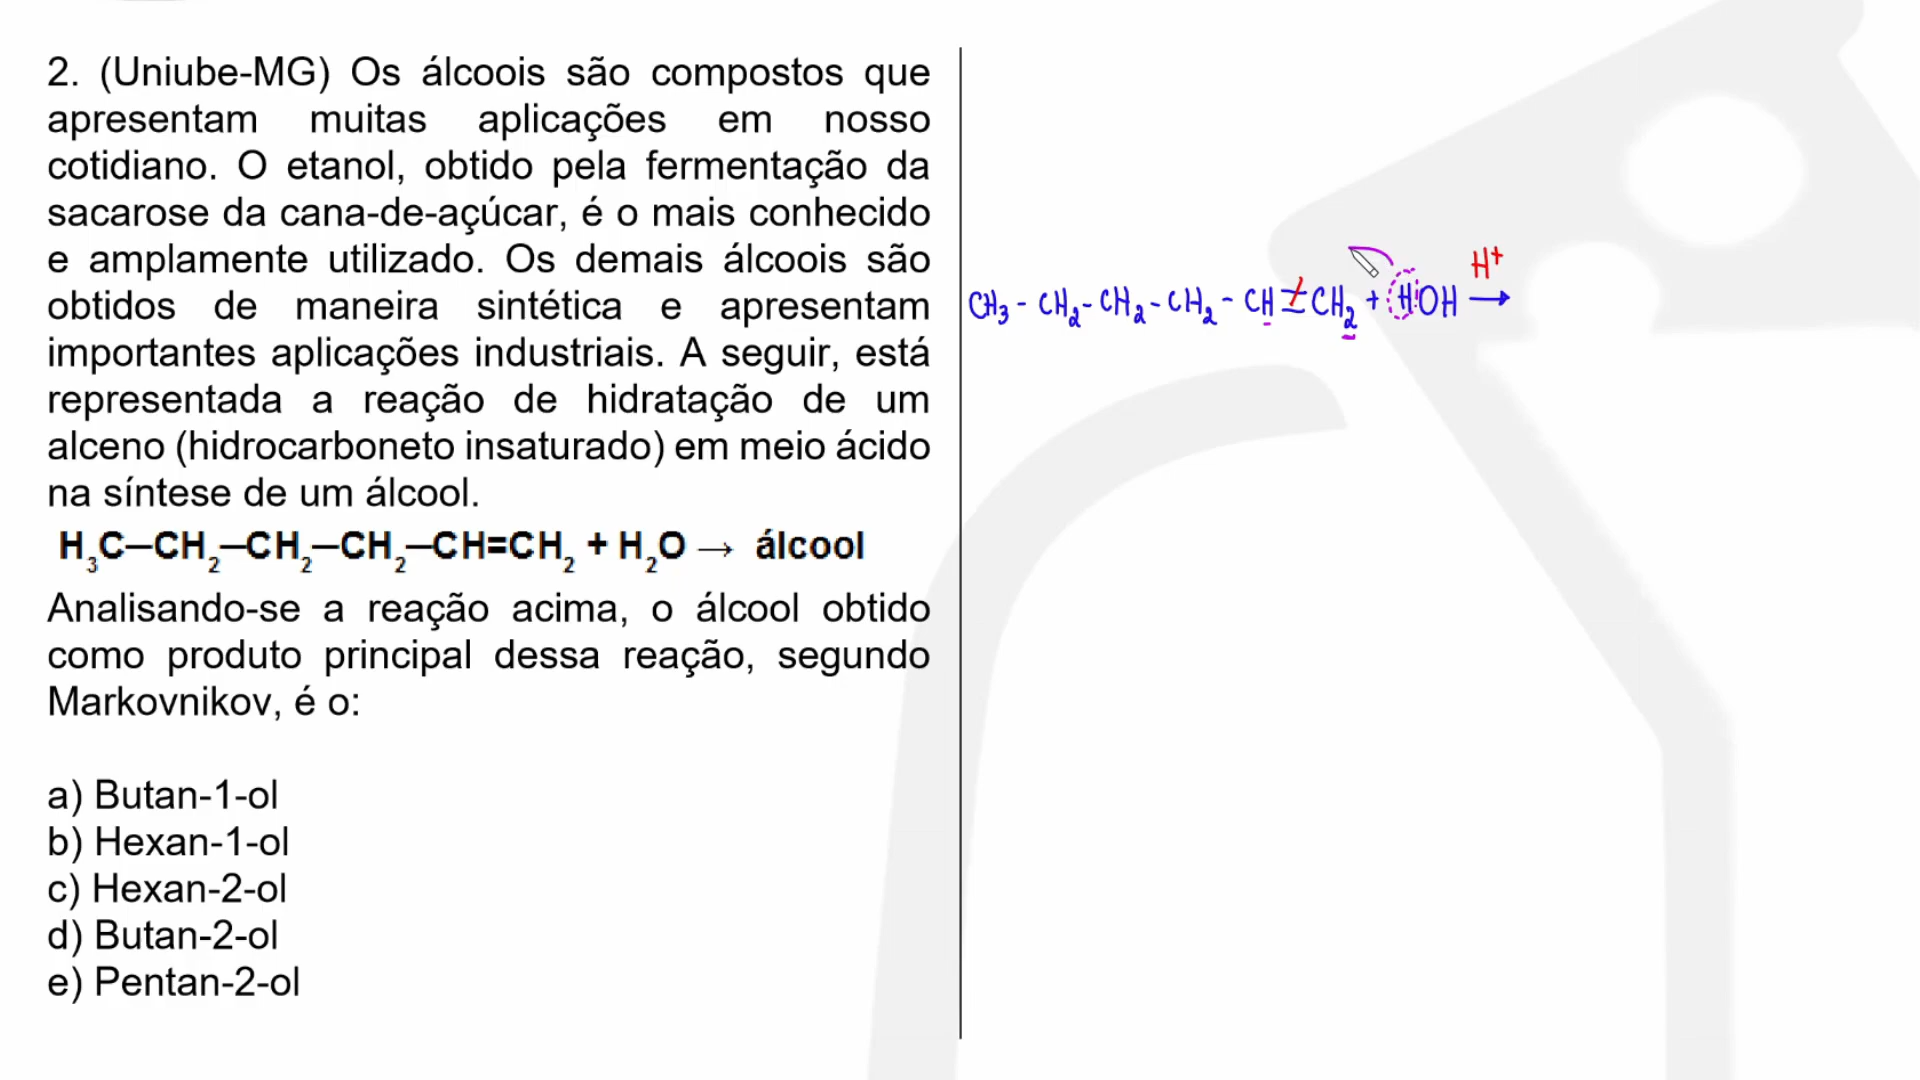 2. (Uniube-MG) Os álcoois são compostos que
apresentam muitas aplicações em nosso
cotidiano. O etanol, obtido pela fermentação da
sacarose da cana-de-açúcar, é o mais conhecido
e amplamente utilizado. Os demais álcoois são
obtidos de maneira sintética e apresentam
importantes aplicações industriais. A seguir, está
representada a reação de hidratação de um
alceno (hidrocarboneto insaturado) em meio ácido
na síntese de um álcool.
H₃C—CH₂—CH₂—CH₂—CH=CH₂ + H₂O → álcool
Analisando-se a reação acima, o álcool obtido
como produto principal dessa reação, segundo
Markovnikov, é o:
a) Butan-1-ol
b) Hexan-1-ol
c) Hexan-2-ol
d) Butan-2-ol
e) Pentan-2-ol
H⁺
CH₃ - CH₂ - CH₂ - CH₂ - CH = CH₂ + HOH →